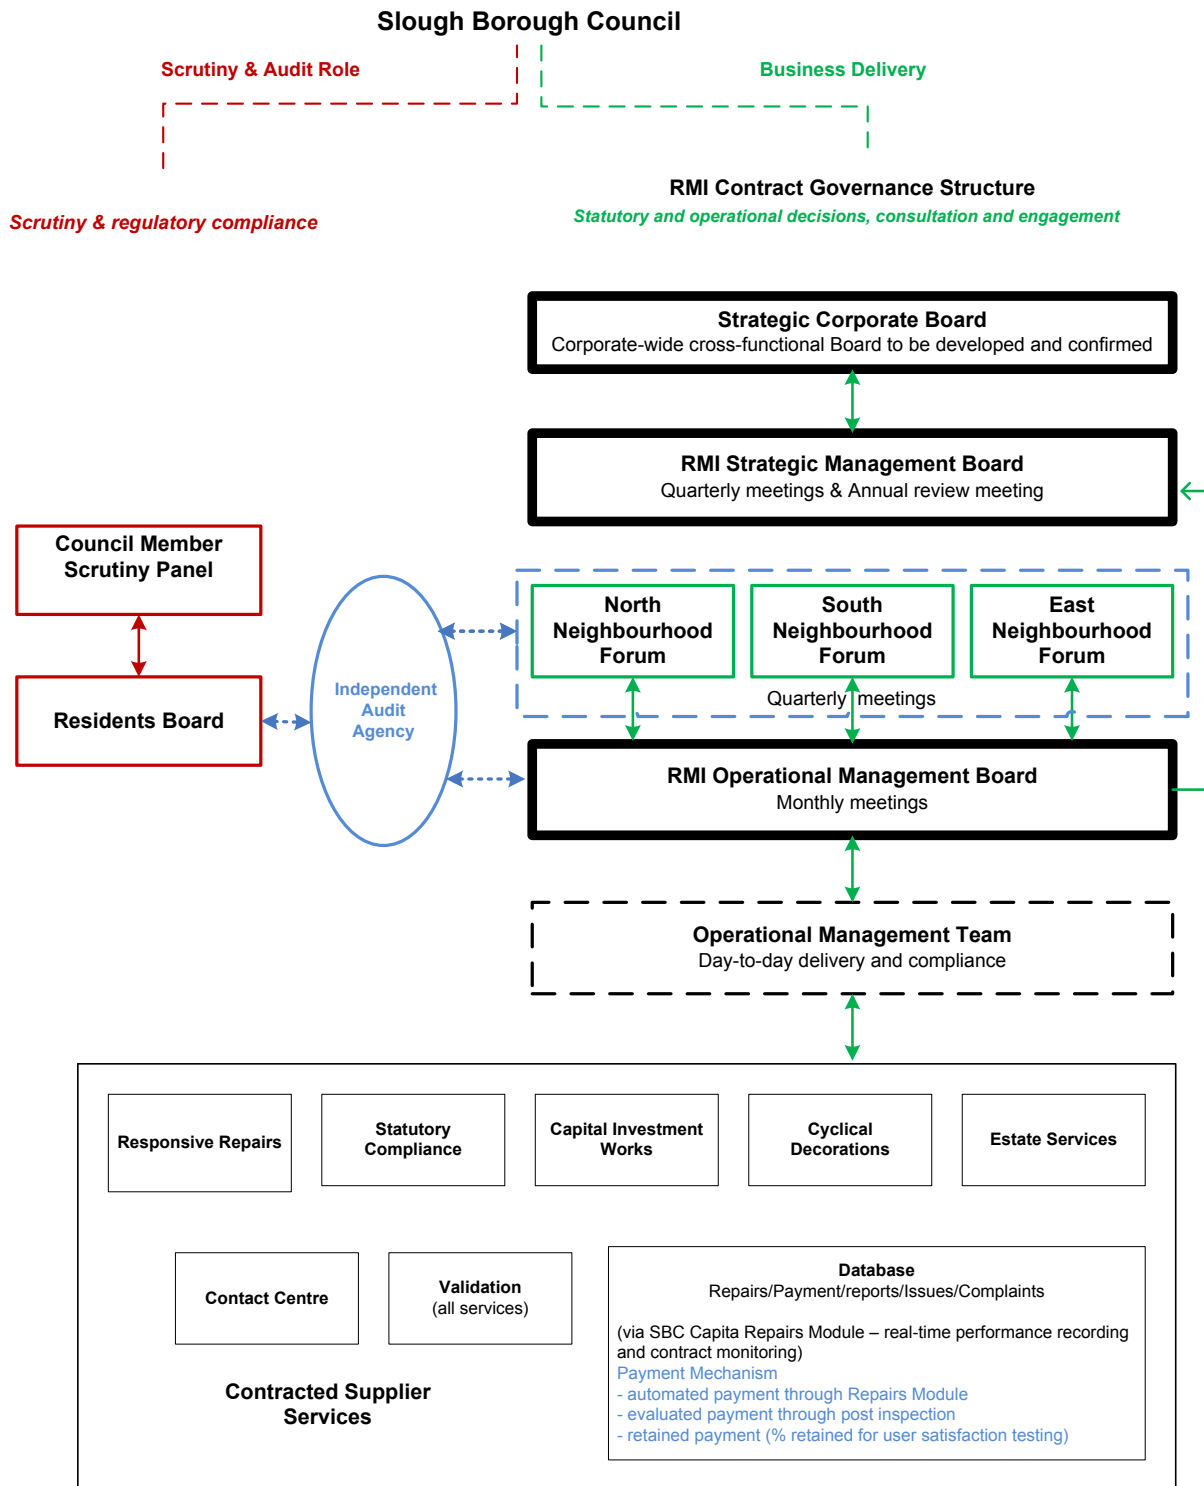 Slough Borough Council
Scrutiny & Audit Role
Business Delivery
RMI Contract Governance Structure
Scrutiny & regulatory compliance
Statutory and operational decisions, consultation and engagement
Strategic Corporate Board
Corporate-wide cross-functional Board to be developed and confirmed
RMI Strategic Management Board
Quarterly meetings & Annual review meeting
Council Member
Scrutiny Panel
Residents Board
Independent
Audit
Agency
North
Neighbourhood
Forum
South
Neighbourhood
Forum
East
Neighbourhood
Forum
Quarterly meetings
RMI Operational Management Board
Monthly meetings
Operational Management Team
Day-to-day delivery and compliance
Responsive Repairs
Statutory
Compliance
Capital Investment
Works
Cyclical
Decorations
Estate Services
Contact Centre
Validation
(all services)
Database
Repairs/Payment/reports/Issues/Complaints
(via SBC Capita Repairs Module – real-time performance recording
and contract monitoring)
Payment Mechanism
- automated payment through Repairs Module
- evaluated payment through post inspection
- retained payment (% retained for user satisfaction testing)
Contracted Supplier
Services